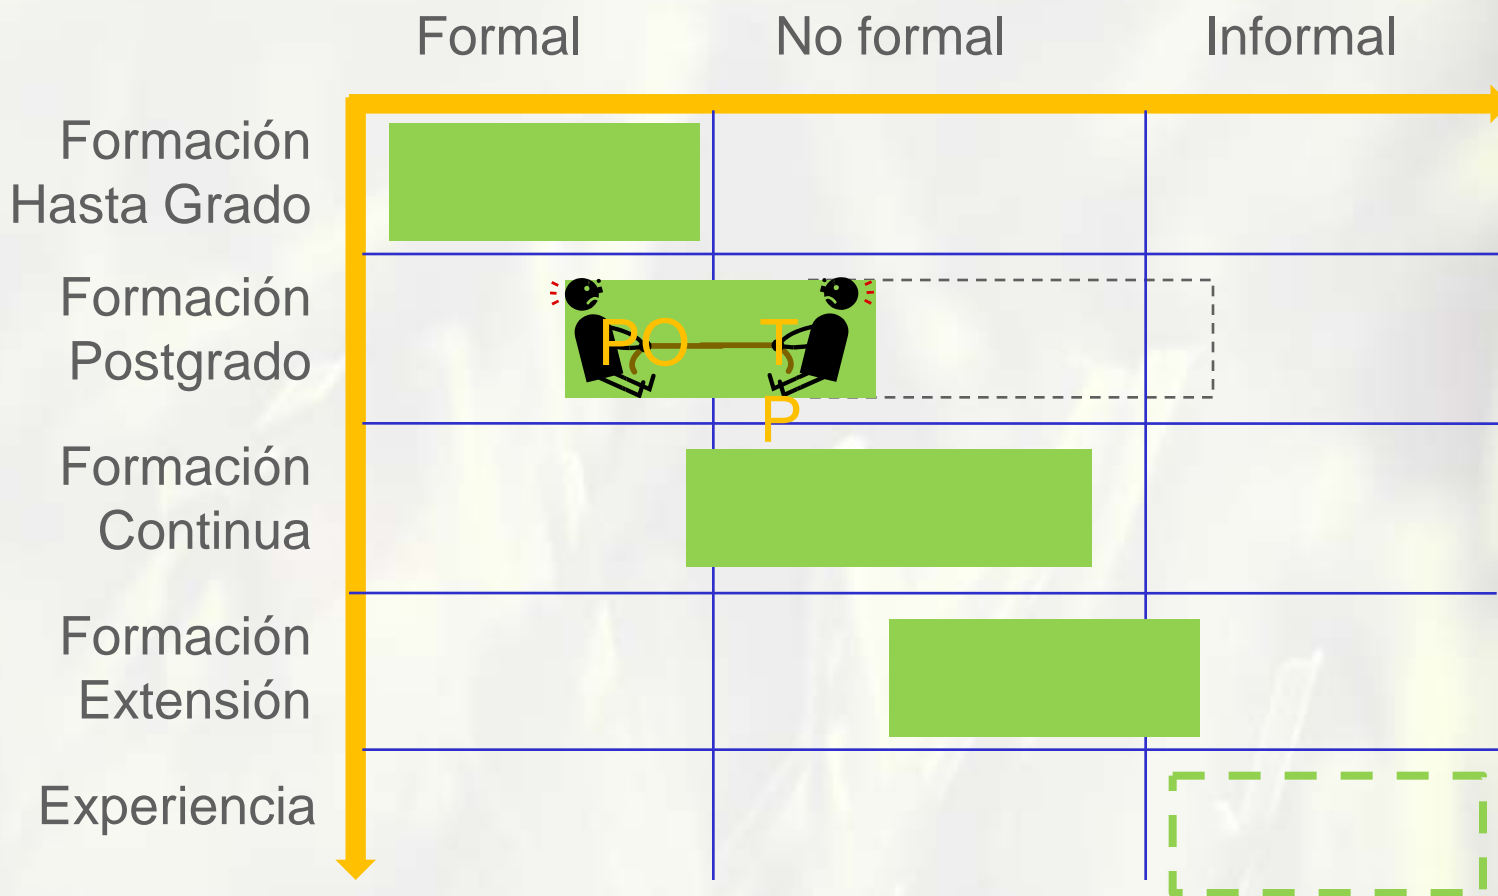 Formal No formal Informal
Formación
Hasta Grado
Formación
Postgrado
PO T
P
Formación
Continua
Formación
Extensión
Experiencia